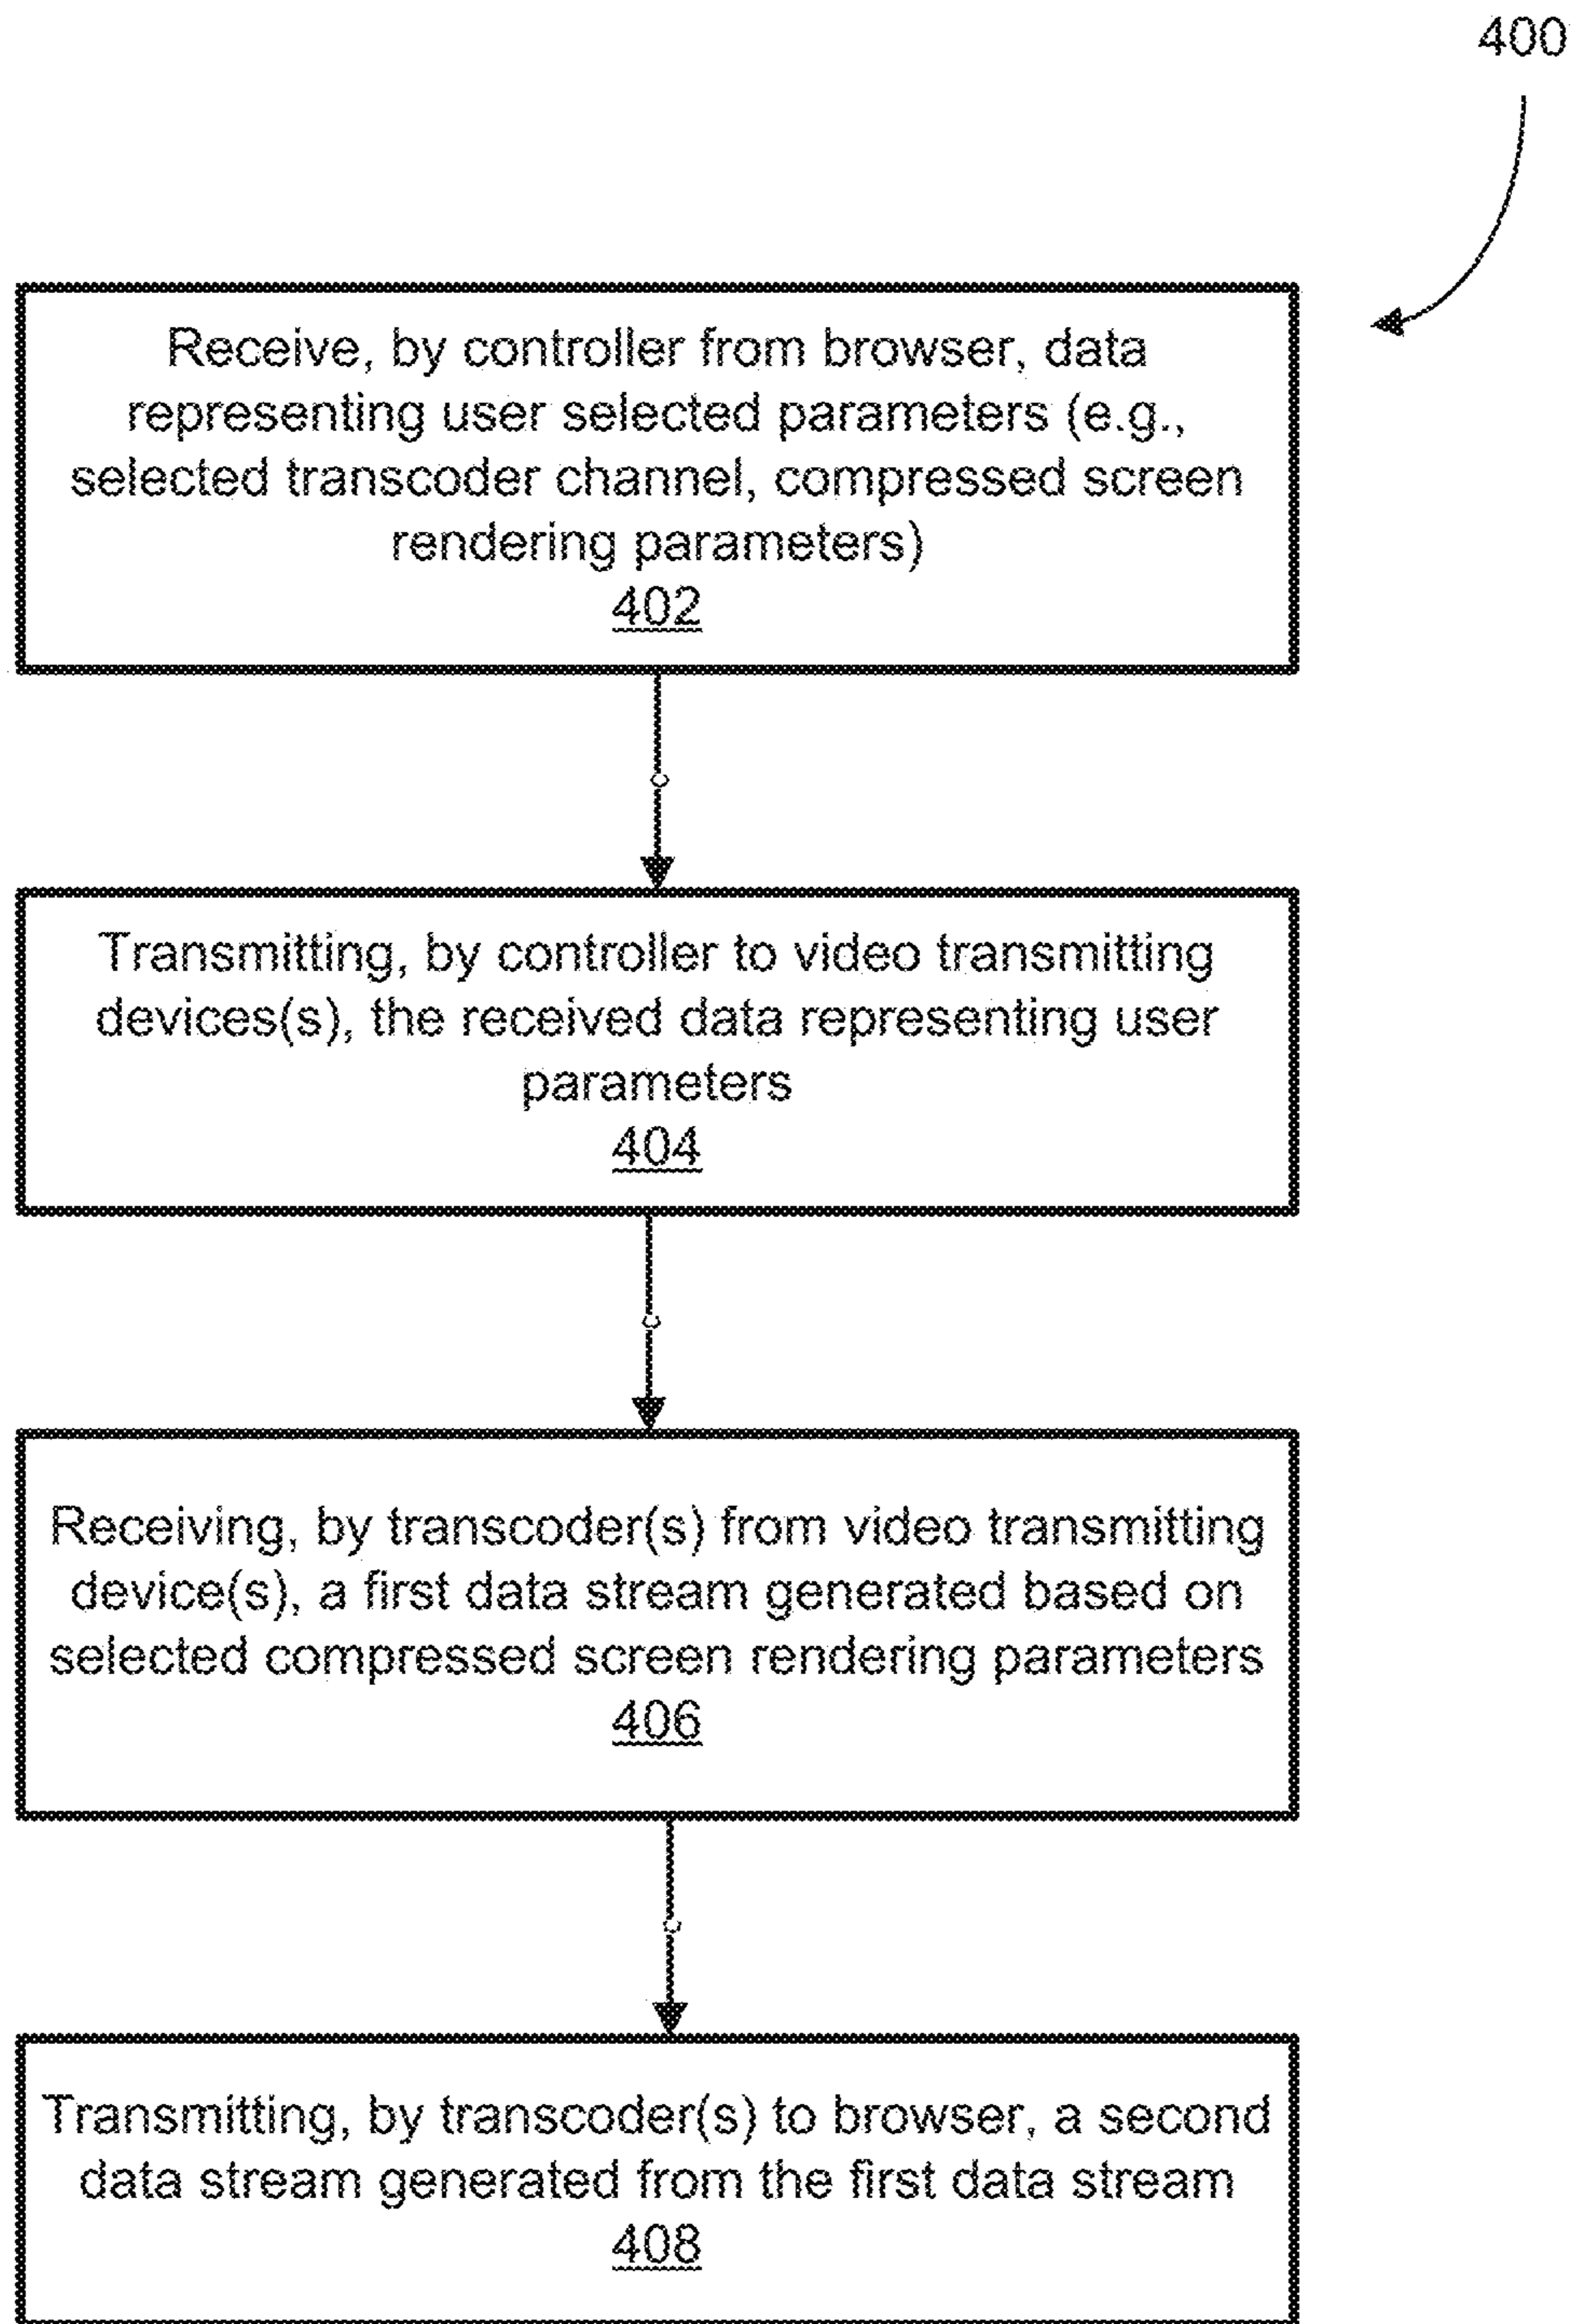 400
Receive, by controller from browser, data
representing user selected parameters (e.g.,
selected transcoder channel, compressed screen
rendering parameters)
402
Transmitting, by controller to video transmitting
devices(s), the received data representing user
parameters
404
Receiving, by transcoder(s) from video transmitting
device(s), a first data stream generated based on
selected compressed screen rendering parameters
406
Transmitting, by transcoder(s) to browser, a second
data stream generated from the first data stream
408